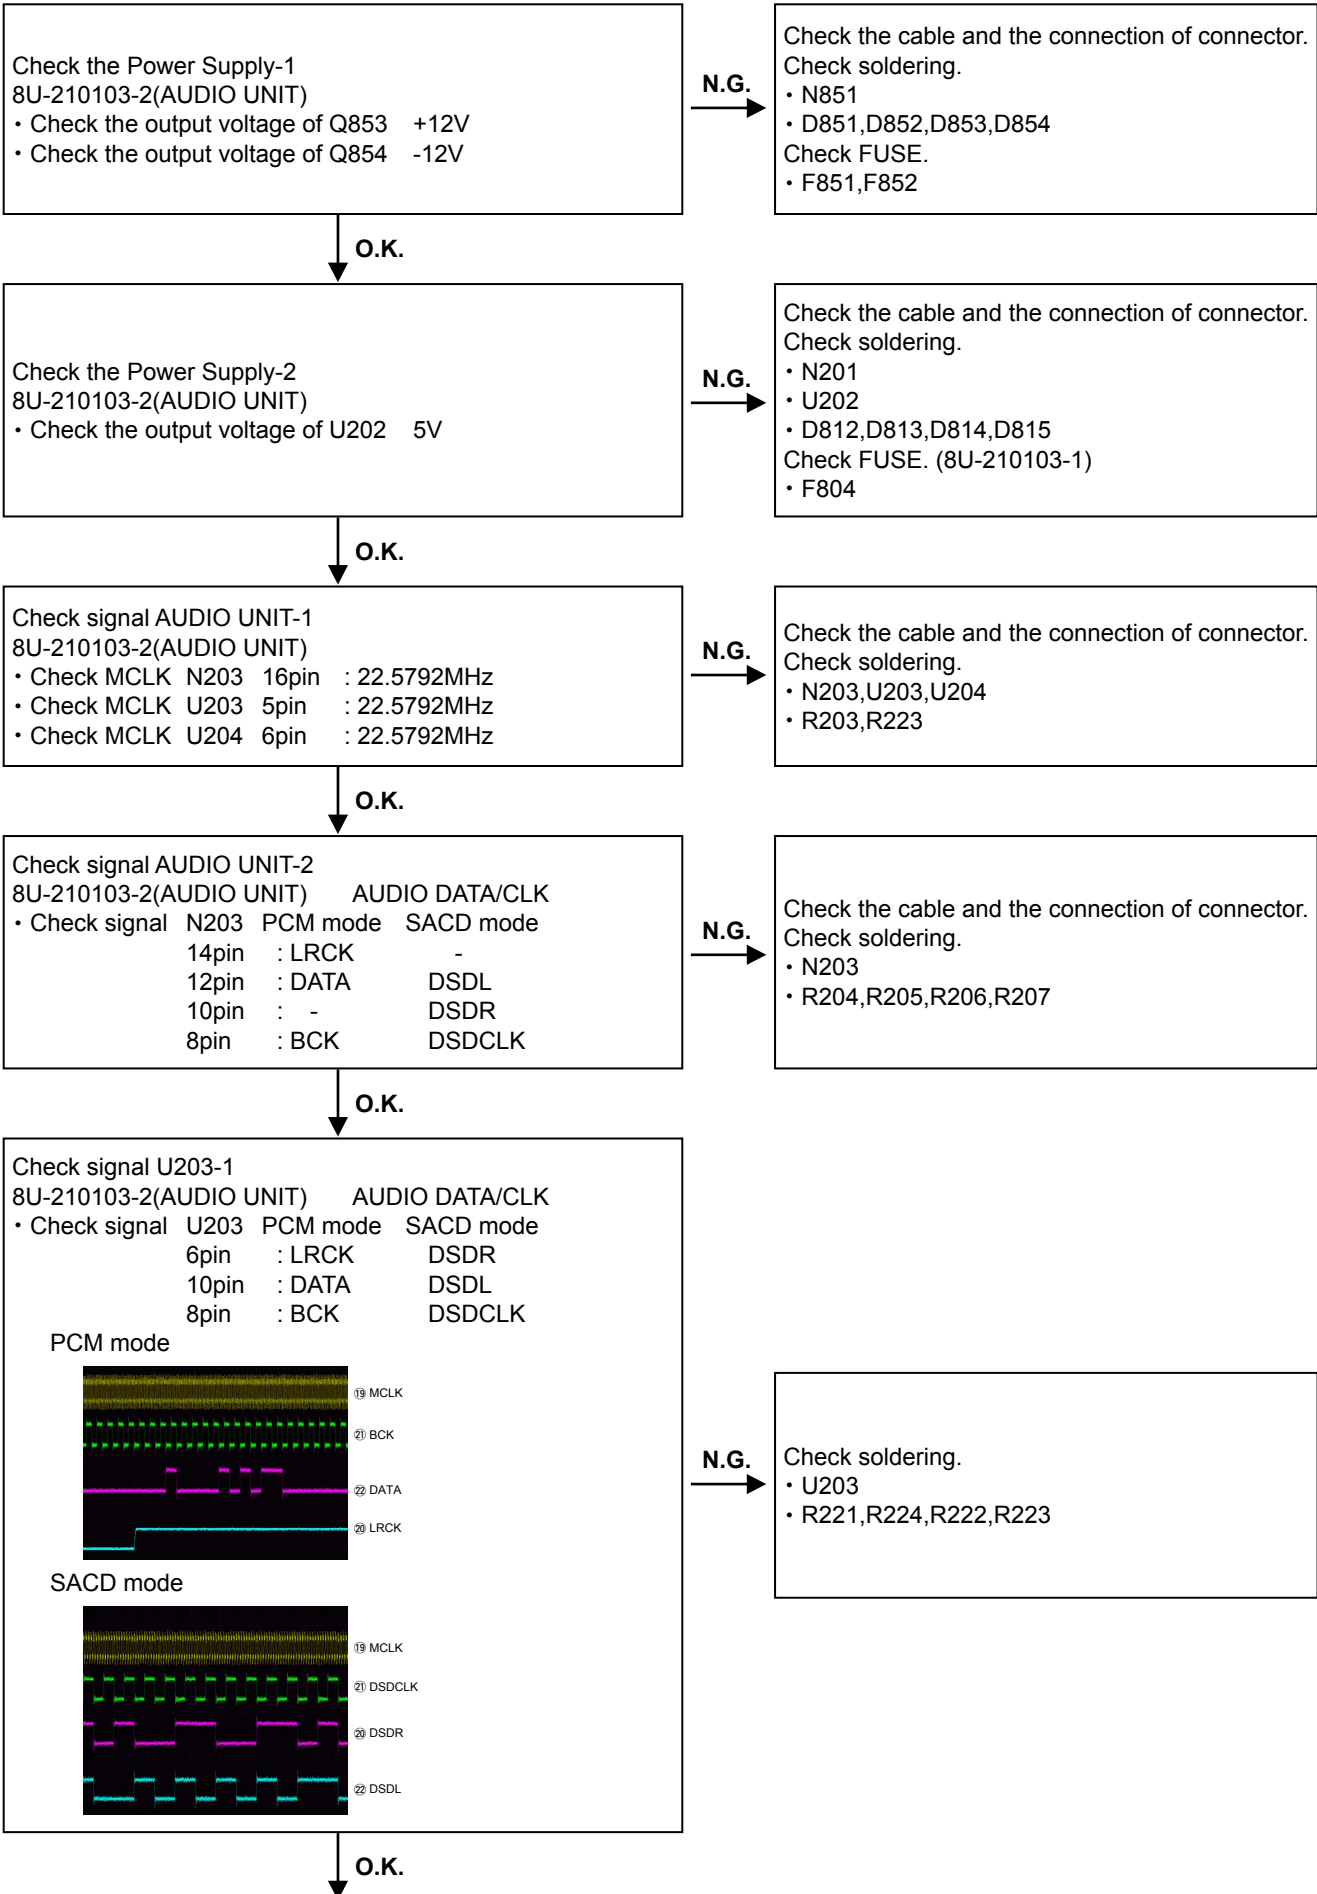 Check the Power Supply-1
8U-210103-2(AUDIO UNIT)
・Check the output voltage of Q853 +12V
・Check the output voltage of Q854 -12V
N.G.
Check the cable and the connection of connector.
Check soldering.
・N851
・D851,D852,D853,D854
Check FUSE.
・F851,F852
O.K.
Check the Power Supply-2
8U-210103-2(AUDIO UNIT)
・Check the output voltage of U202 5V
N.G.
Check the cable and the connection of connector.
Check soldering.
・N201
・U202
・D812,D813,D814,D815
Check FUSE. (8U-210103-1)
・F804
O.K.
Check signal AUDIO UNIT-1
8U-210103-2(AUDIO UNIT)
・Check MCLK N203 16pin : 22.5792MHz
・Check MCLK U203 5pin : 22.5792MHz
・Check MCLK U204 6pin : 22.5792MHz
N.G.
Check the cable and the connection of connector.
Check soldering.
・N203,U203,U204
・R203,R223
O.K.
Check signal AUDIO UNIT-2
8U-210103-2(AUDIO UNIT) AUDIO DATA/CLK
・Check signal N203 PCM mode SACD mode
14pin : LRCK -
12pin : DATA DSDL
10pin : - DSDR
8pin : BCK DSDCLK
N.G.
Check the cable and the connection of connector.
Check soldering.
・N203
・R204,R205,R206,R207
O.K.
Check signal U203-1
8U-210103-2(AUDIO UNIT) AUDIO DATA/CLK
・Check signal U203 PCM mode SACD mode
6pin : LRCK DSDR
10pin : DATA DSDL
8pin : BCK DSDCLK
PCM mode
⑲ MCLK
㉑ BCK
㉒ DATA
⑳ LRCK
SACD mode
⑲ MCLK
㉑ DSDCLK
⑳ DSDR
㉒ DSDL
N.G.
Check soldering.
・U203
・R221,R224,R222,R223
O.K.